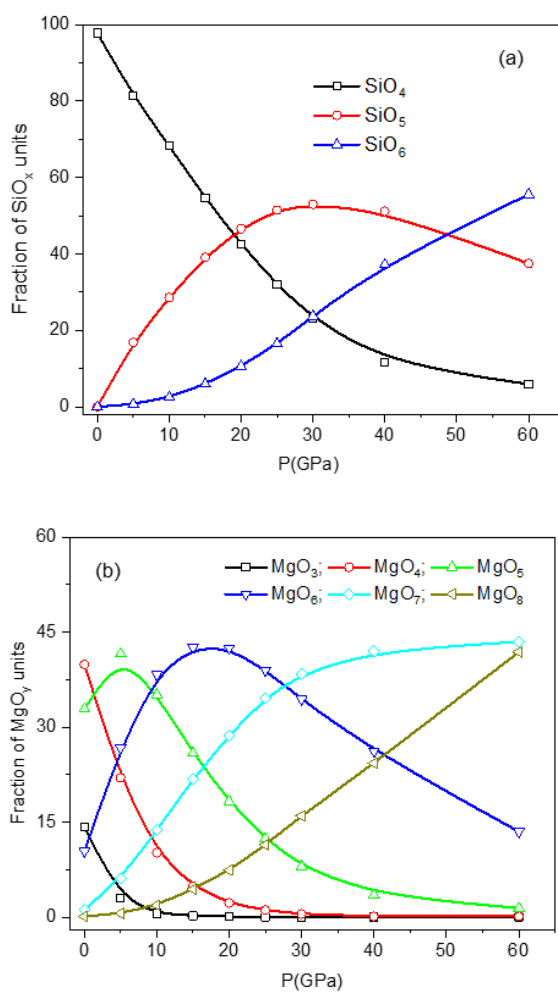 (a)
SiO₄
SiO₅
SiO₆
Fraction of SiOₓ units
100
80
60
40
20
0
0 10 20 30 40 50 60
P(GPa)
(b)
MgO₃; MgO₄; MgO₅
MgO₆; MgO₇; MgO₈
Fraction of MgOᵧ units
60
45
30
15
0
0 10 20 30 40 50 60
P(GPa)